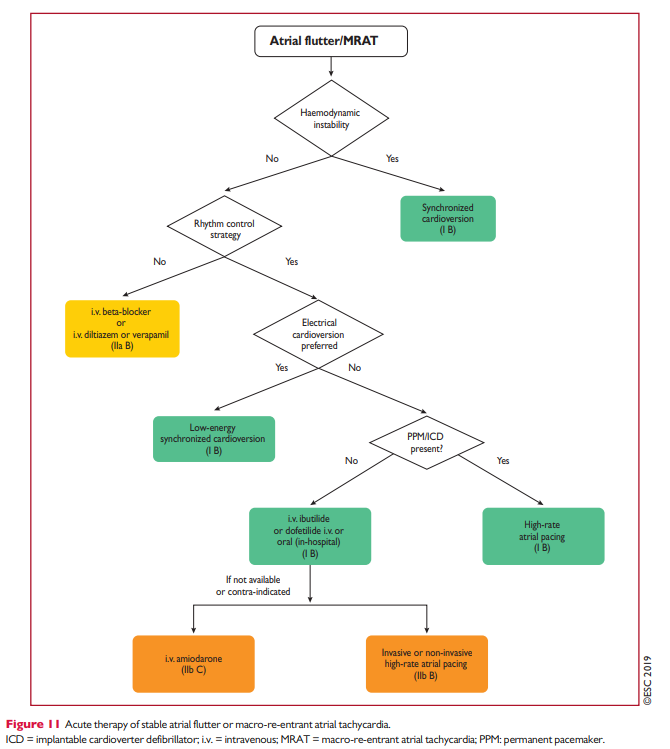 Atrial flutter/MRAT
Haemodynamic
instability
No
Yes
Synchronized
cardioversion
(I B)
Rhythm control
strategy
No
Yes
i.v. beta-blocker
or
i.v. diltiazem or verapamil
(IIa B)
Electrical
cardioversion
preferred
Yes
No
Low-energy
synchronized cardioversion
(I B)
PPM/ICD
present?
No
Yes
i.v. ibutilide
or dofetilide i.v. or
oral (in-hospital)
(I B)
High-rate
atrial pacing
(I B)
If not available
or contra-indicated
i.v. amiodarone
(IIb C)
Invasive or non-invasive
high-rate atrial pacing
(IIb B)
©ESC 2019
Figure 11 Acute therapy of stable atrial flutter or macro-re-entrant atrial tachycardia.
ICD = implantable cardioverter defibrillator; i.v. = intravenous; MRAT = macro-re-entrant atrial tachycardia; PPM: permanent pacemaker.